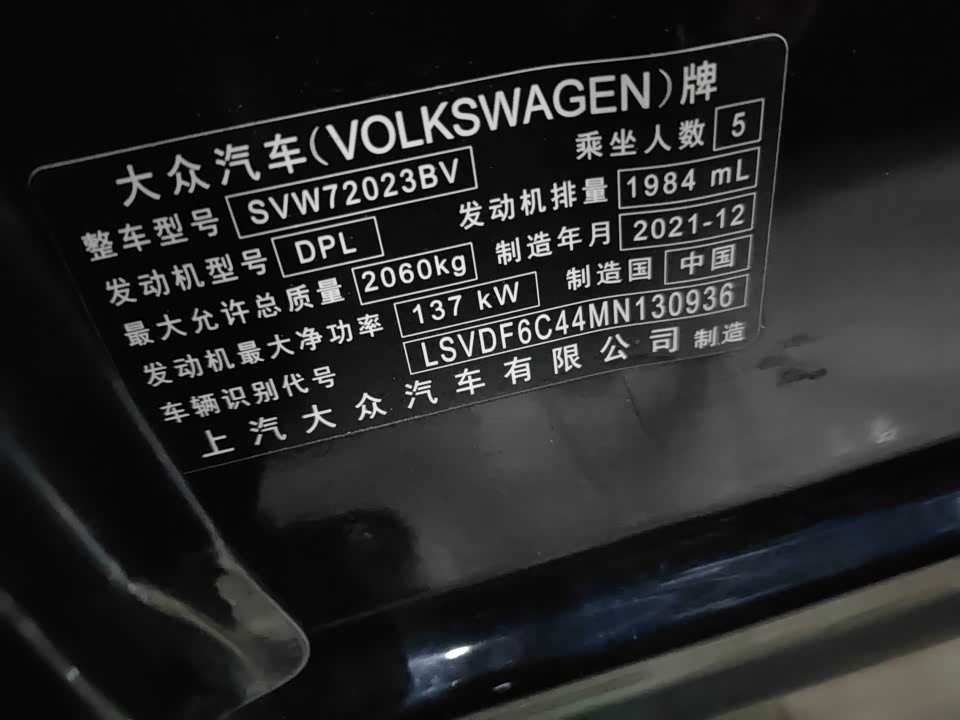 大众汽车(VOLKSWAGEN)牌
整车型号 SVW72023BV 乘坐人数 5
发动机型号 DPL 发动机排量 1984 mL
最大允许总质量 2060kg 制造年月 2021-12
发动机最大净功率 137 kW 制造国 中国
车辆识别代号 LSVDF6C44MN130936
上汽大众汽车有限公司 制造